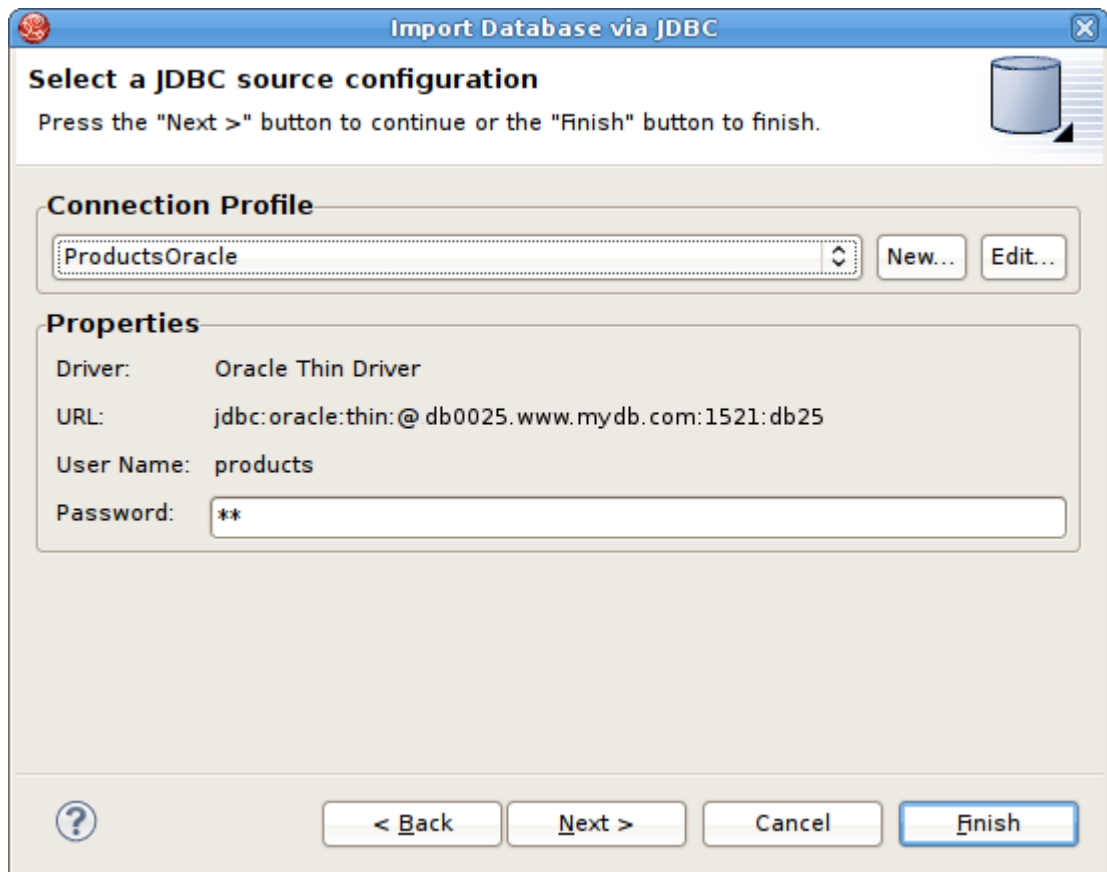 Import Database via JDBC
Select a JDBC source configuration
Press the "Next >" button to continue or the "Finish" button to finish.
Connection Profile
ProductsOracle New... Edit...
Properties
Driver: Oracle Thin Driver
URL: jdbc:oracle:thin:@ db0025.www.mydb.com:1521:db25
User Name: products
Password: **
? < Back Next > Cancel Finish